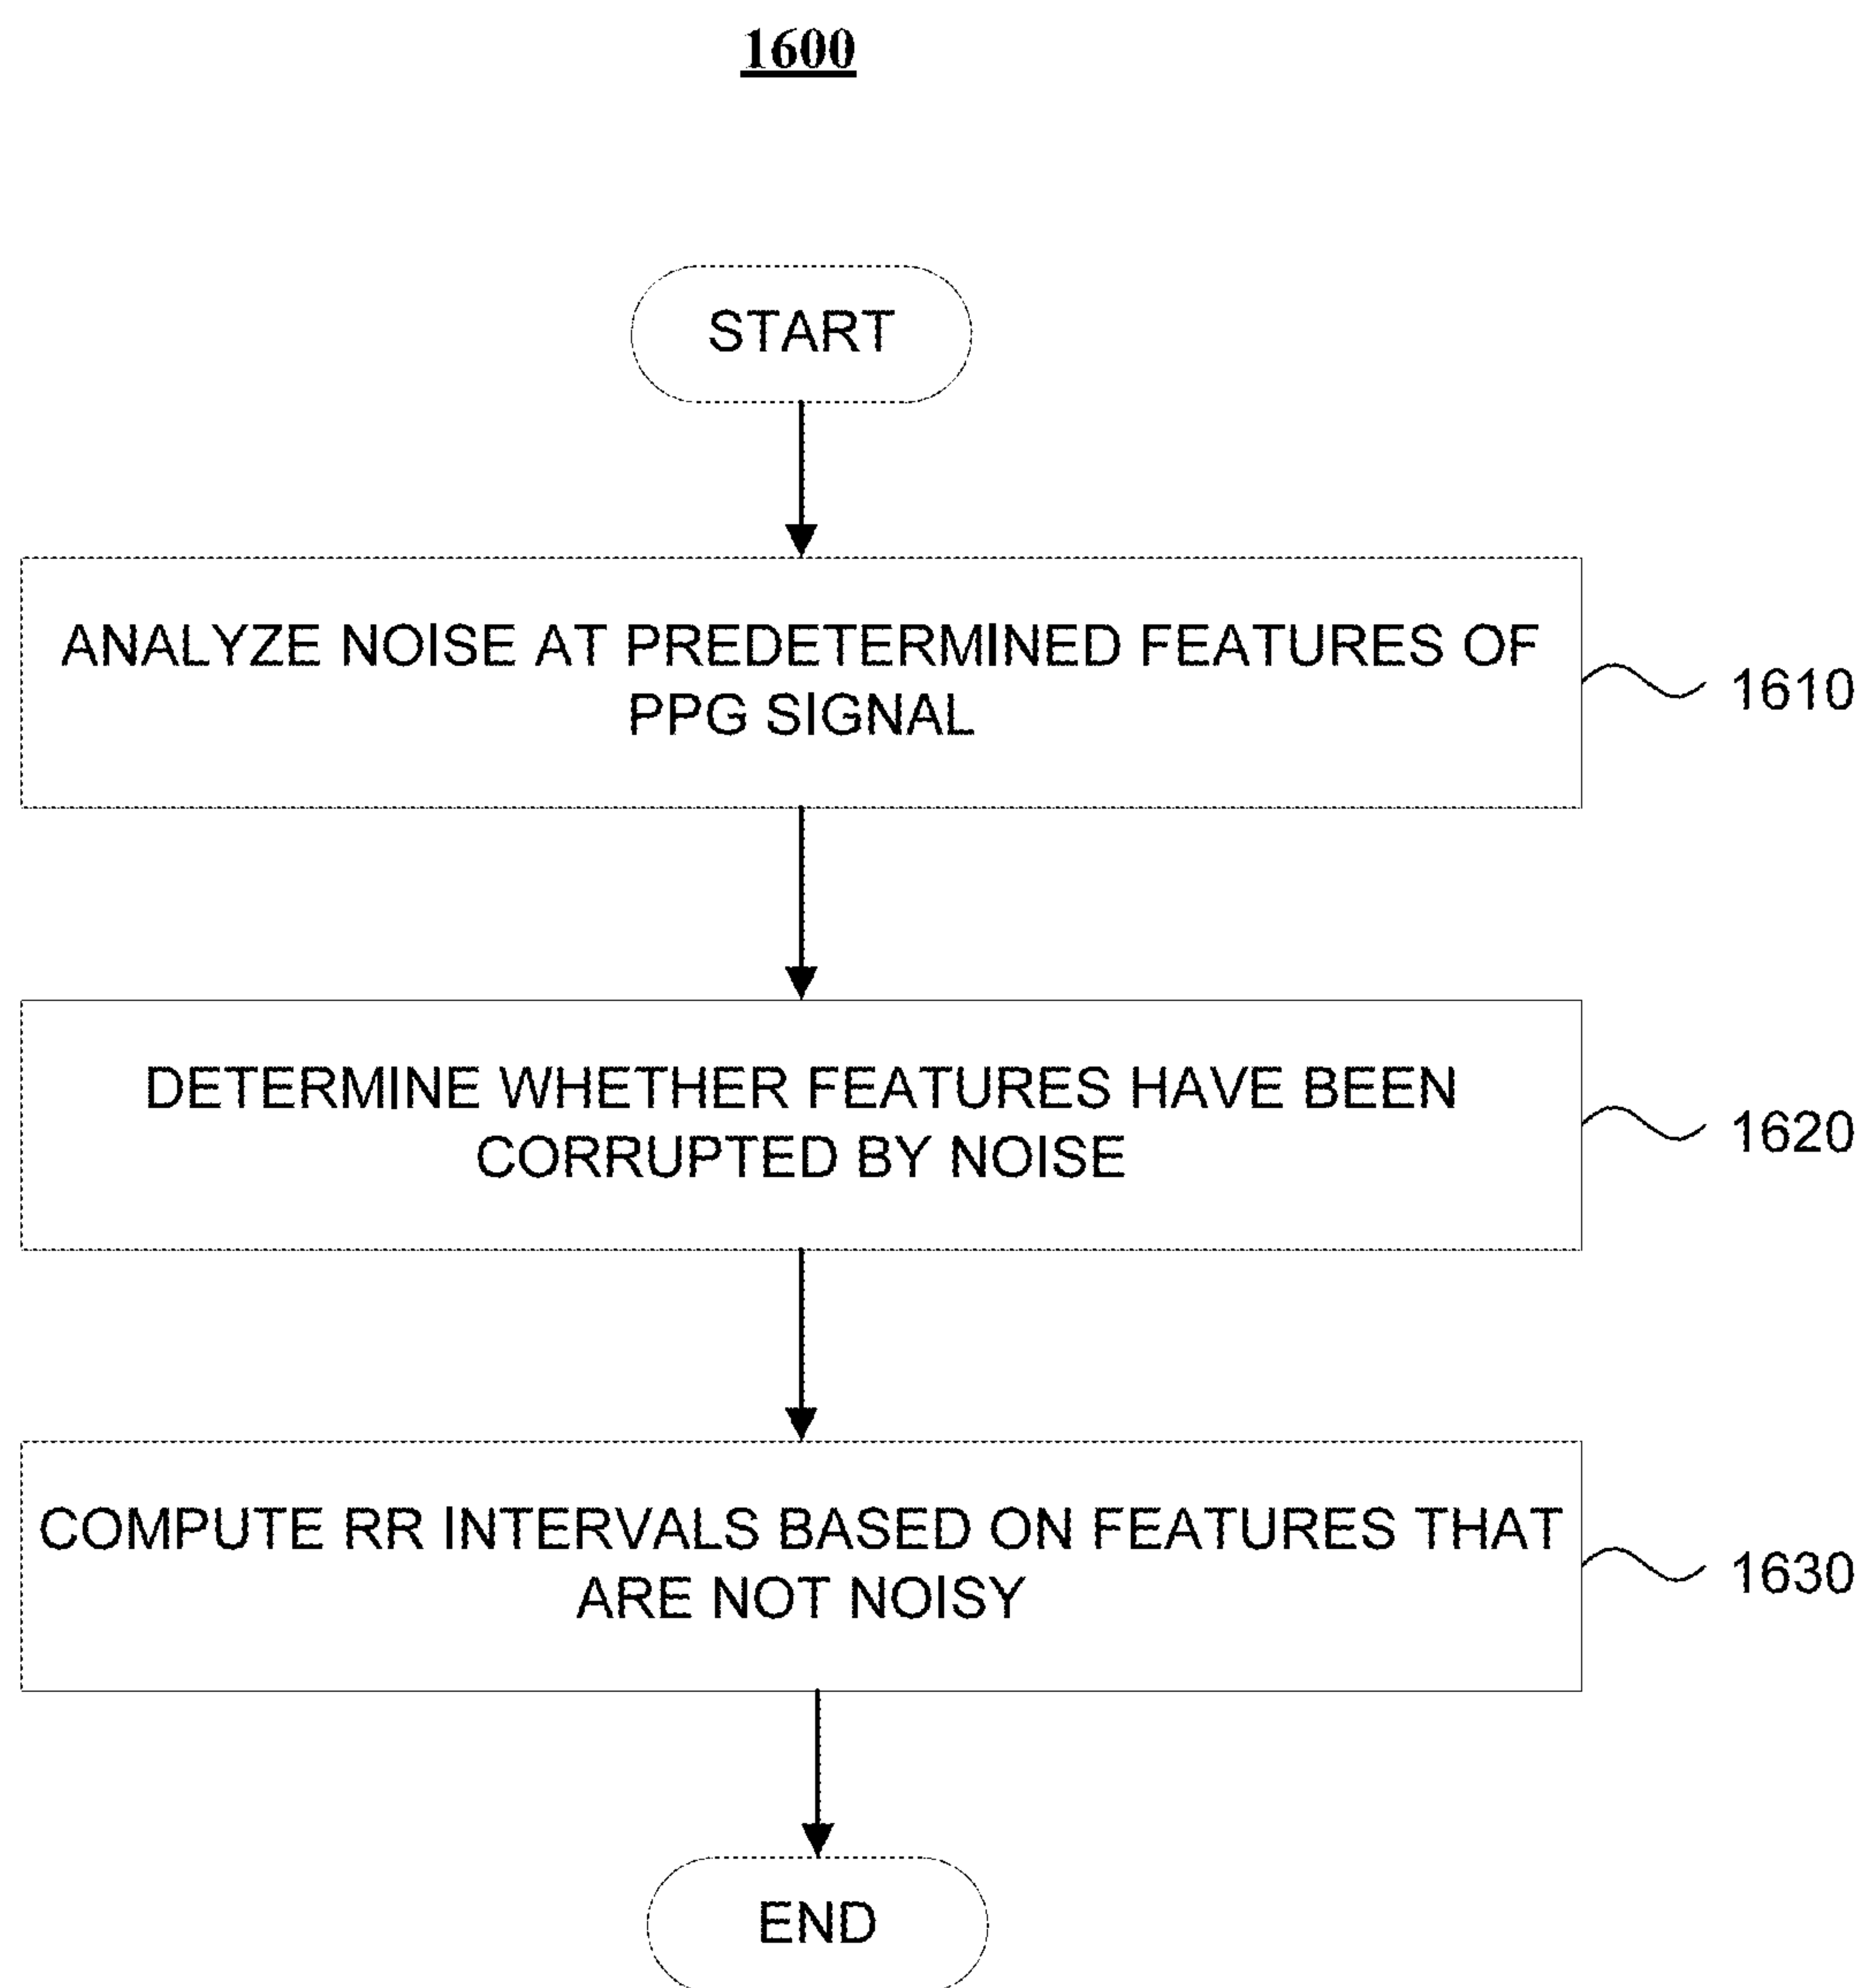 1600
START
ANALYZE NOISE AT PREDETERMINED FEATURES OF
PPG SIGNAL
1610
DETERMINE WHETHER FEATURES HAVE BEEN
CORRUPTED BY NOISE
1620
COMPUTE RR INTERVALS BASED ON FEATURES THAT
ARE NOT NOISY
1630
END